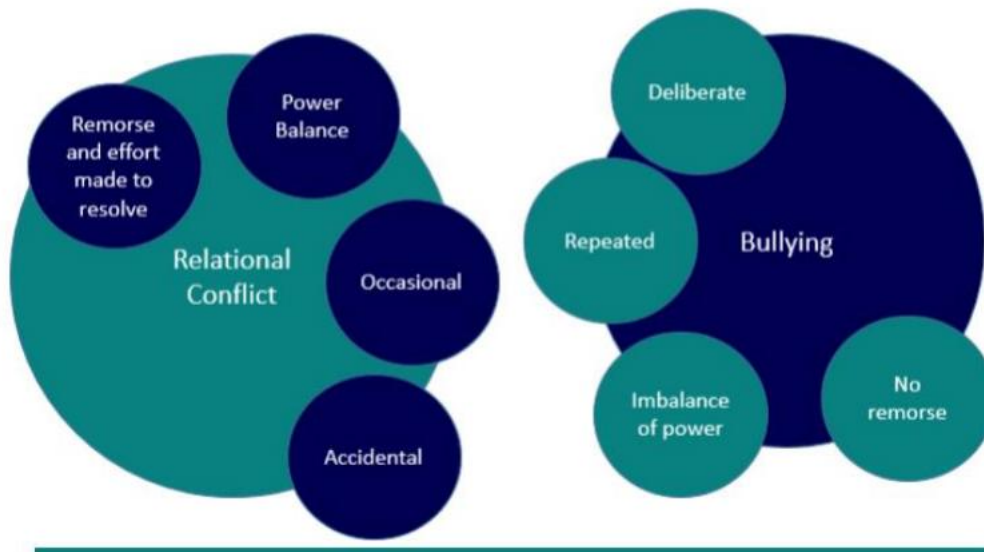 Remorse
and effort
made to
resolve
Power
Balance
Relational
Conflict
Occasional
Accidental
Deliberate
Repeated
Bullying
Imbalance
of power
No
remorse